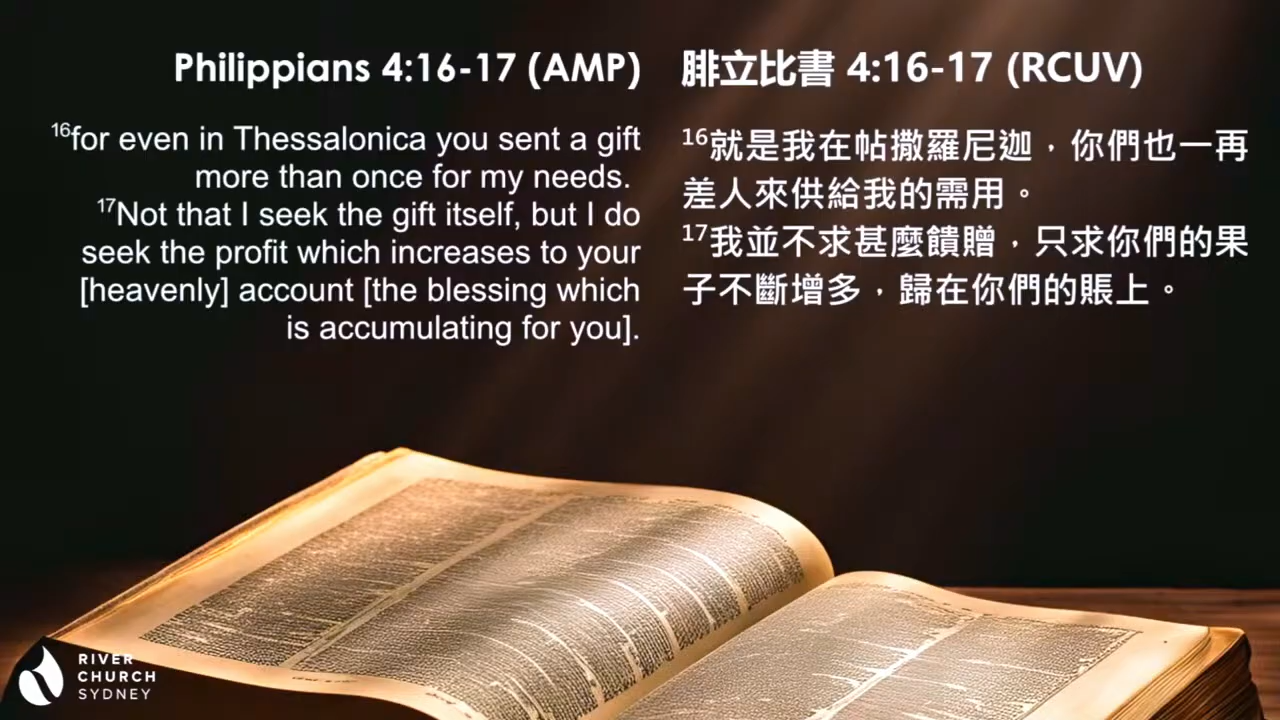 Philippians 4:16-17 (AMP)
16for even in Thessalonica you sent a gift
more than once for my needs.
17Not that I seek the gift itself, but I do
seek the profit which increases to your
[heavenly] account [the blessing which
is accumulating for you].
腓立比書 4:16-17 (RCUV)
16就是我在帖撒羅尼迦，你們也一再
差人來供給我的需用。
17我並不求甚麼饋贈，只求你們的果
子不斷增多，歸在你們的賬上。
RIVER
CHURCH
SYDNEY